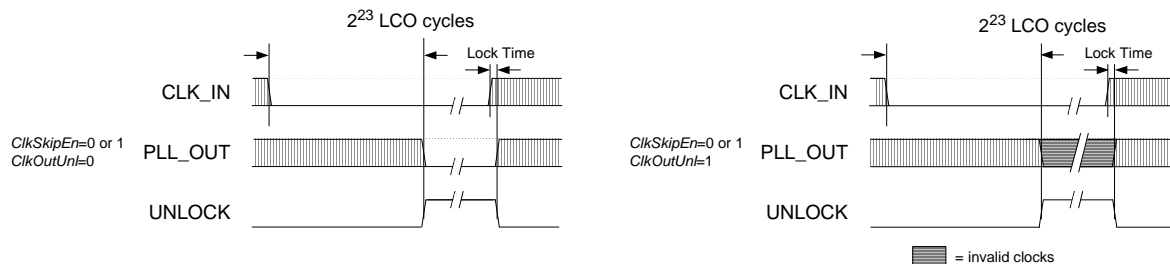 2^23 LCO cycles
Lock Time
CLK_IN
ClkSkipEn=0 or 1
ClkOutUnl=0
PLL_OUT
UNLOCK
2^23 LCO cycles
Lock Time
CLK_IN
ClkSkipEn=0 or 1
ClkOutUnl=1
PLL_OUT
UNLOCK
= invalid clocks